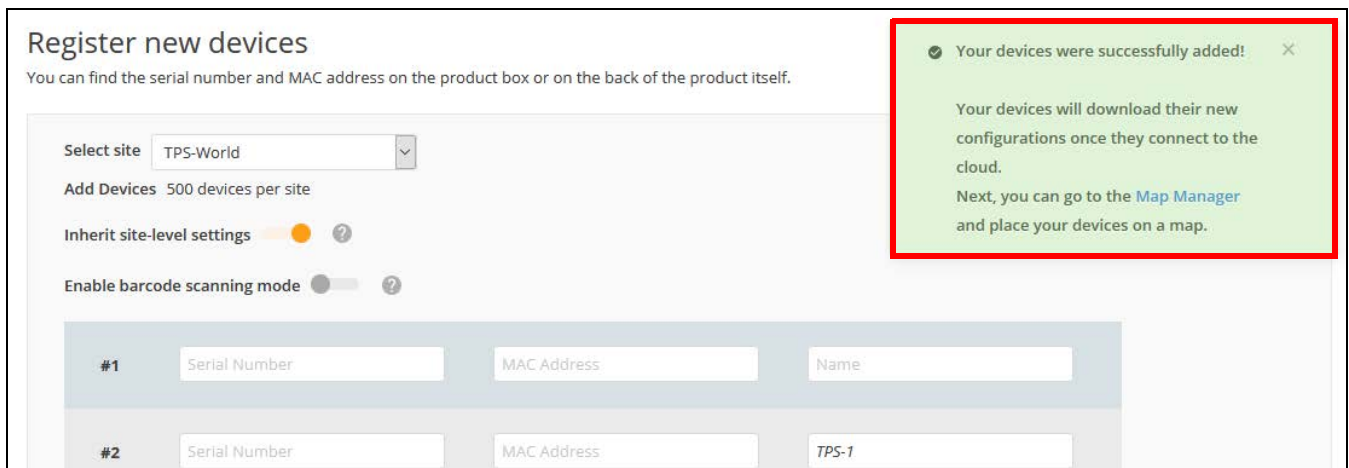 Register new devices
You can find the serial number and MAC address on the product box or on the back of the product itself.
Your devices were successfully added!
Your devices will download their new
configurations once they connect to the
cloud.
Next, you can go to the Map Manager
and place your devices on a map.
Select site TPS-World
Add Devices 500 devices per site
Inherit site-level settings ?
Enable barcode scanning mode ?
#1 Serial Number MAC Address Name
#2 Serial Number MAC Address TPS-1